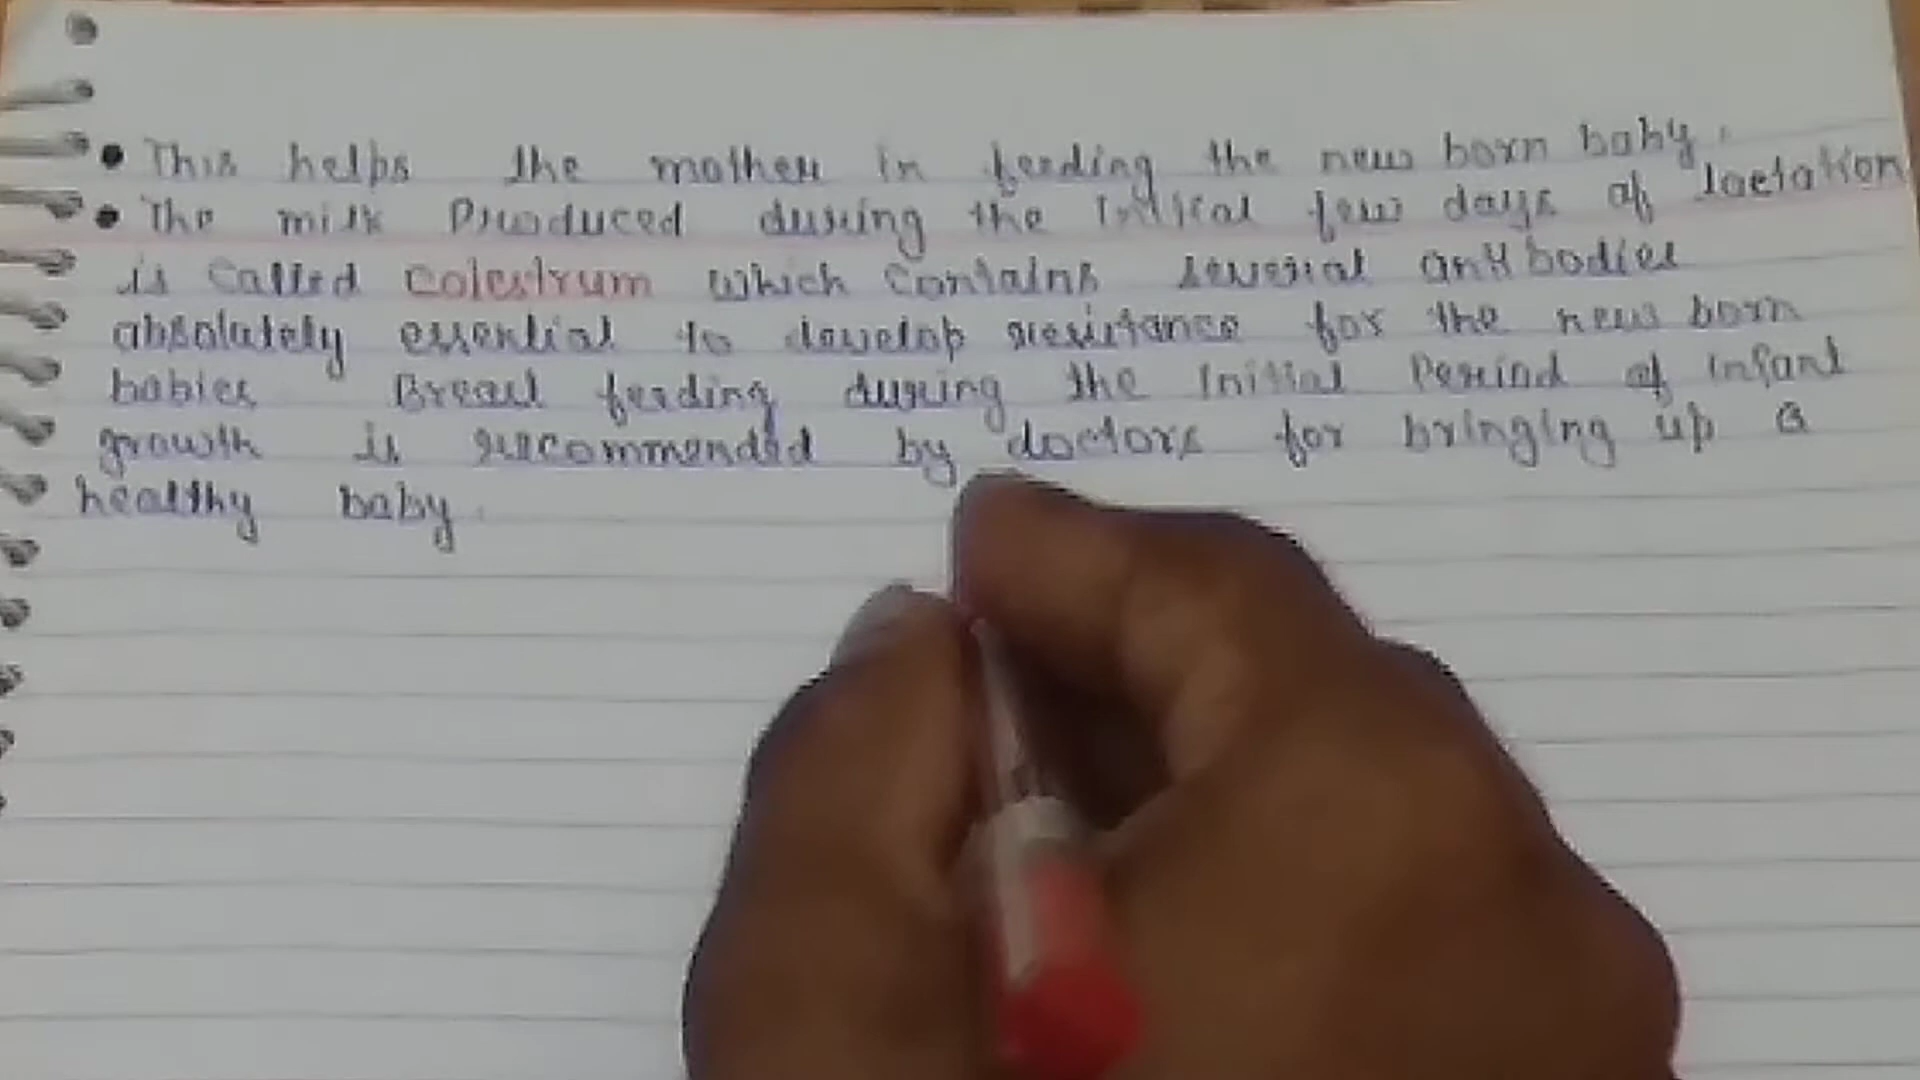 • This helps the mother in feeding the new born baby.
• The milk Produced during the Initial few days of lactation
is called Colestrum which contains several antibodies
absolutely essential to develop resistance for the new born
babies Breast feeding during the Initial Period of Infant
growth is recommended by doctors for bringing up a
healthy baby.